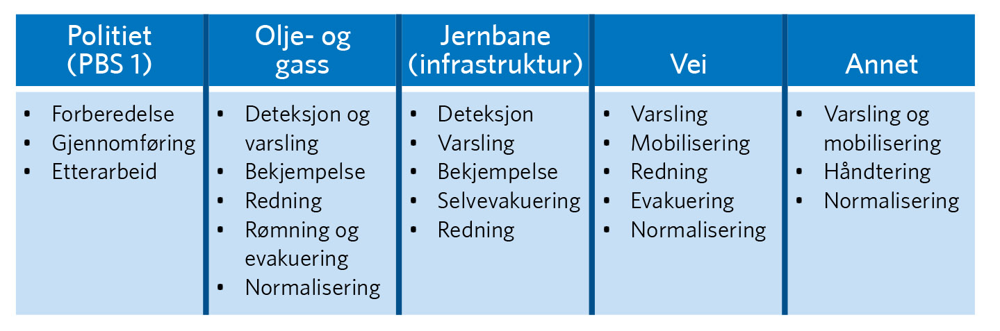 Politiet
(PBS 1)
Olje- og
gass
Jernbane
(infrastruktur)
Vei
Annet
• Forberedelse
• Gjennomføring
• Etterarbeid
• Deteksjon og
varsling
• Bekjempelse
• Redning
• Rømning og
evakuering
• Normalisering
• Deteksjon
• Varsling
• Bekjempelse
• Selvevakuering
• Redning
• Varsling
• Mobilisering
• Redning
• Evakuering
• Normalisering
• Varsling og
mobilisering
• Håndtering
• Normalisering